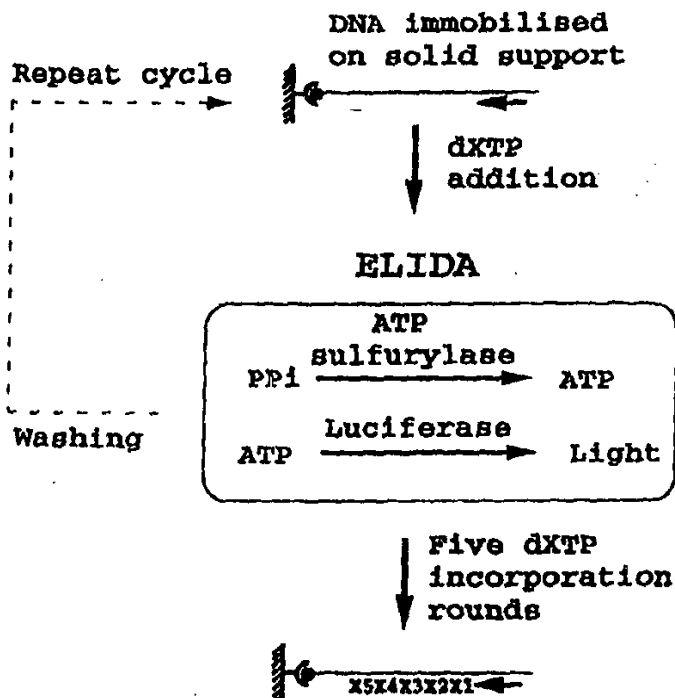 DNA immobilised
on solid support
Repeat cycle
dXTP
addition
ELIDA
ATP
sulfurylase
PPi
ATP
Luciferase
ATP
Light
Washing
Five dXTP
incorporation
rounds
X5X4X3X2X1